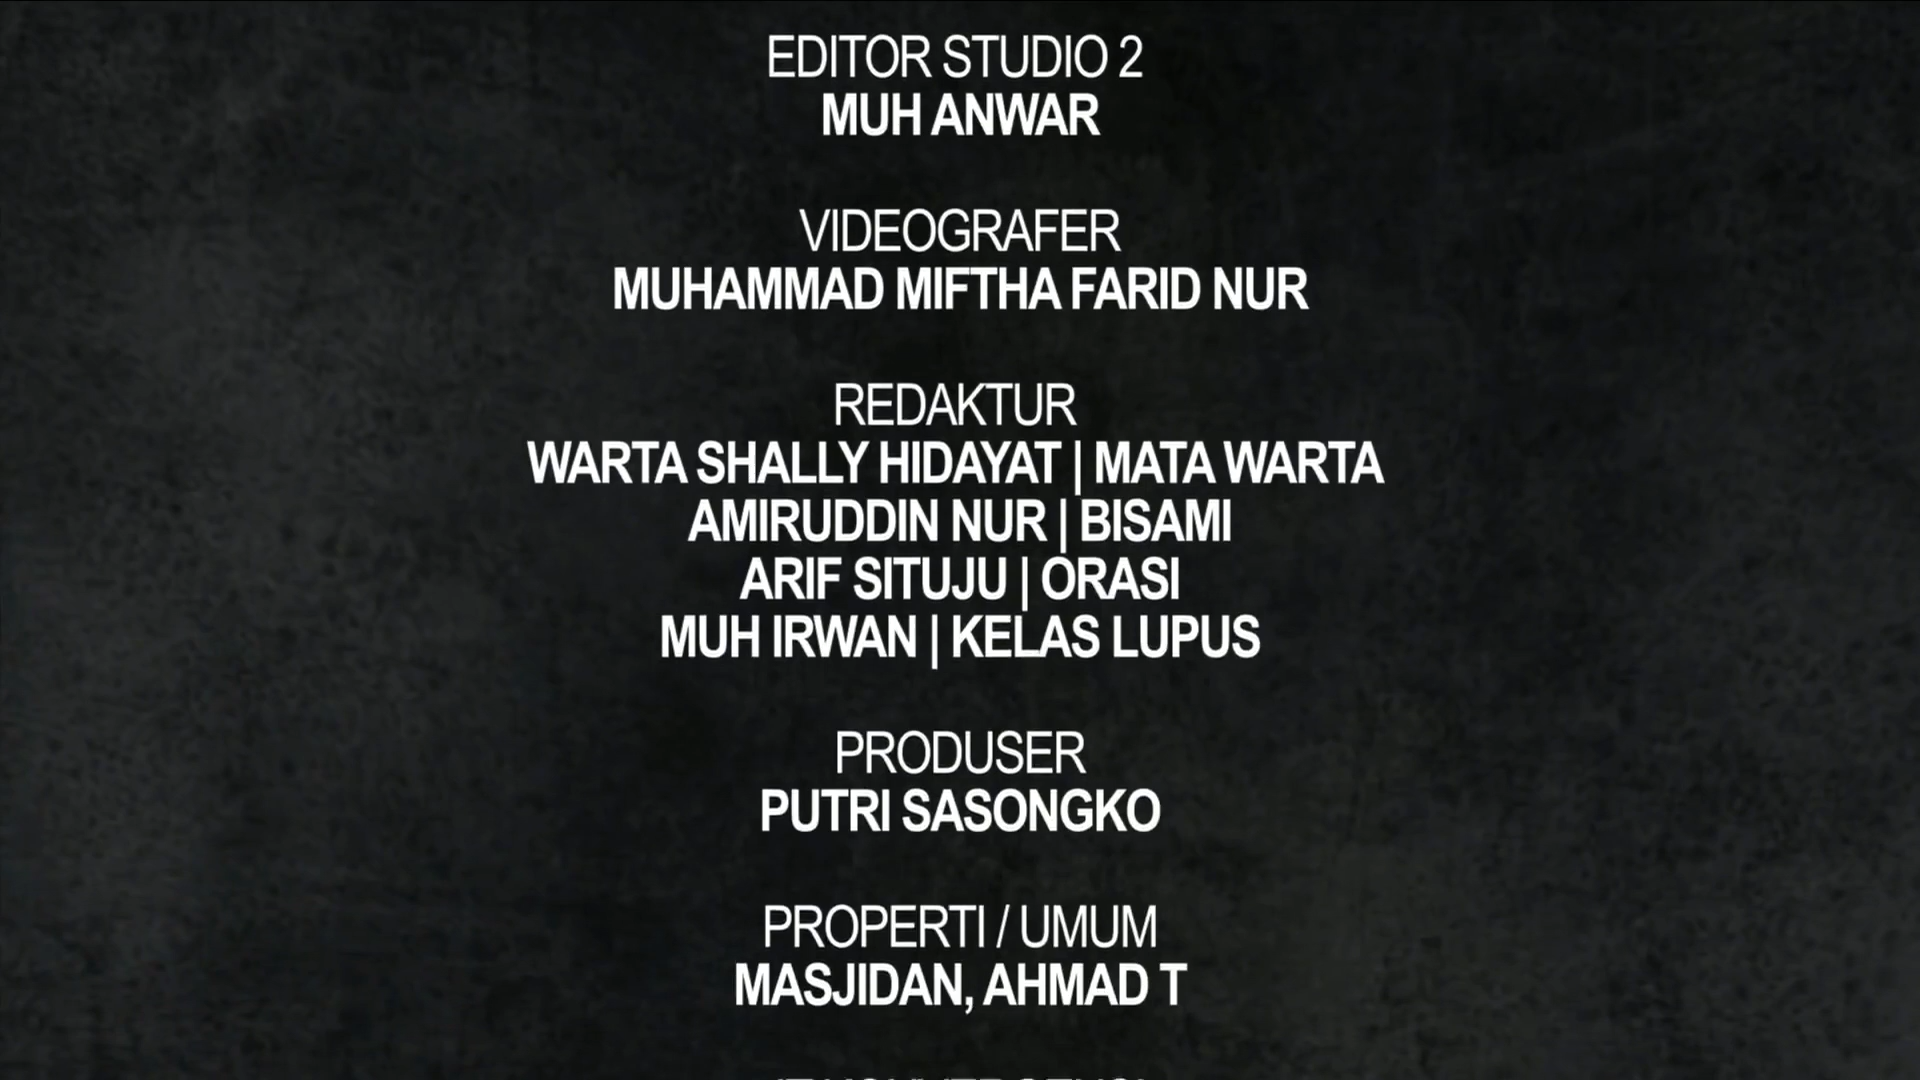 EDITOR STUDIO 2
MUH ANWAR
VIDEOGRAFER
MUHAMMAD MIFTHA FARID NUR
REDAKTUR
WARTA SHALLY HIDAYAT | MATA WARTA
AMIRUDDIN NUR | BISAMI
ARIF SITUJU | ORASI
MUH IRWAN | KELAS LUPUS
PRODUSER
PUTRI SASONGKO
PROPERTI / UMUM
MASJIDAN, AHMAD T